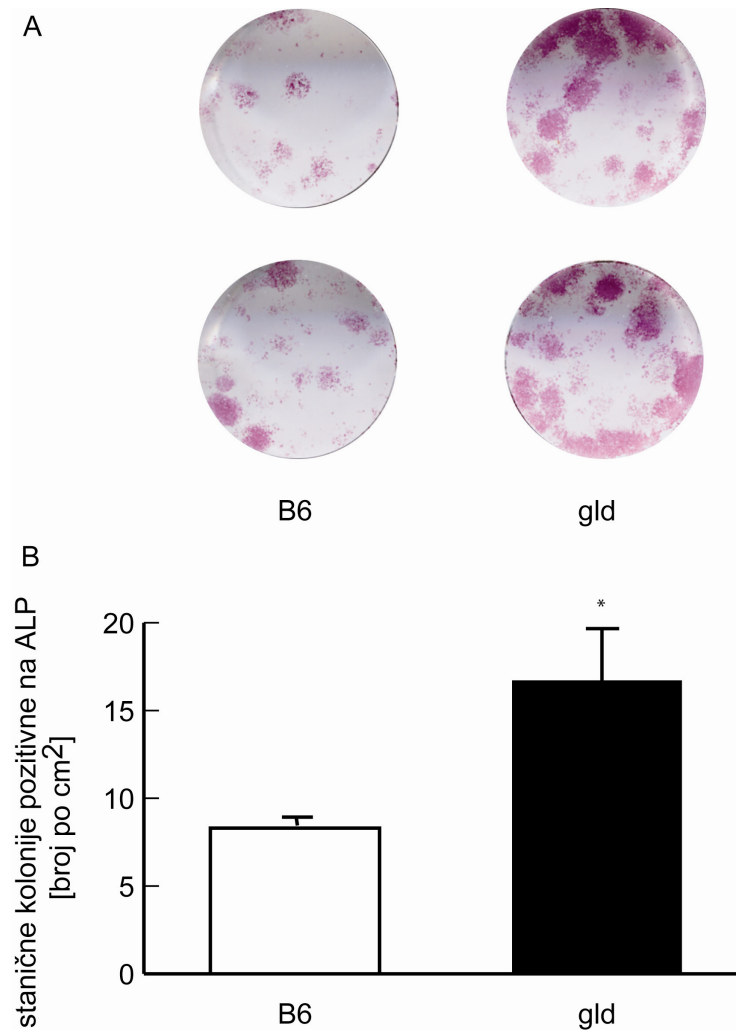 A
B6 gld
B
stanične kolonije pozitivne na ALP
[broj po cm²]
20
15
10
5
0
*
B6 gld